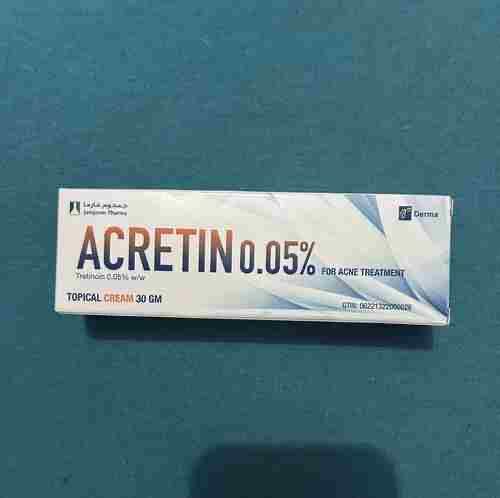 جمجوم فارما
Jamjoom Pharma
Derma
ACRETIN 0.05%
FOR ACNE TREATMENT
Tretinoin 0.05% w/w
TOPICAL CREAM 30 GM